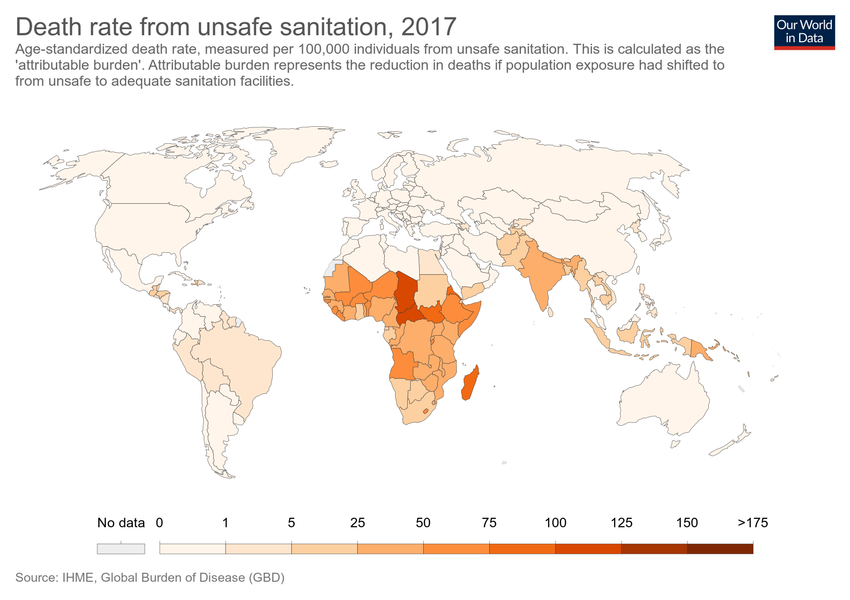 Death rate from unsafe sanitation, 2017
Our World
in Data
Age-standardized death rate, measured per 100,000 individuals from unsafe sanitation. This is calculated as the
'attributable burden'. Attributable burden represents the reduction in deaths if population exposure had shifted to
from unsafe to adequate sanitation facilities.
No data 0 1 5 25 50 75 100 125 150 >175
Source: IHME, Global Burden of Disease (GBD)